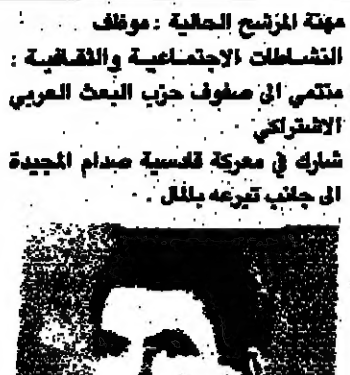 مهنة المرشح الحالية : موظف
النشاطات الاجتماعية والثقافية :
منتمي الى صفوف حزب البعث العربي
الاشتراكي
شارك في معركة قادسية صدام المجيدة
الى جانب تبرعه بالمال .